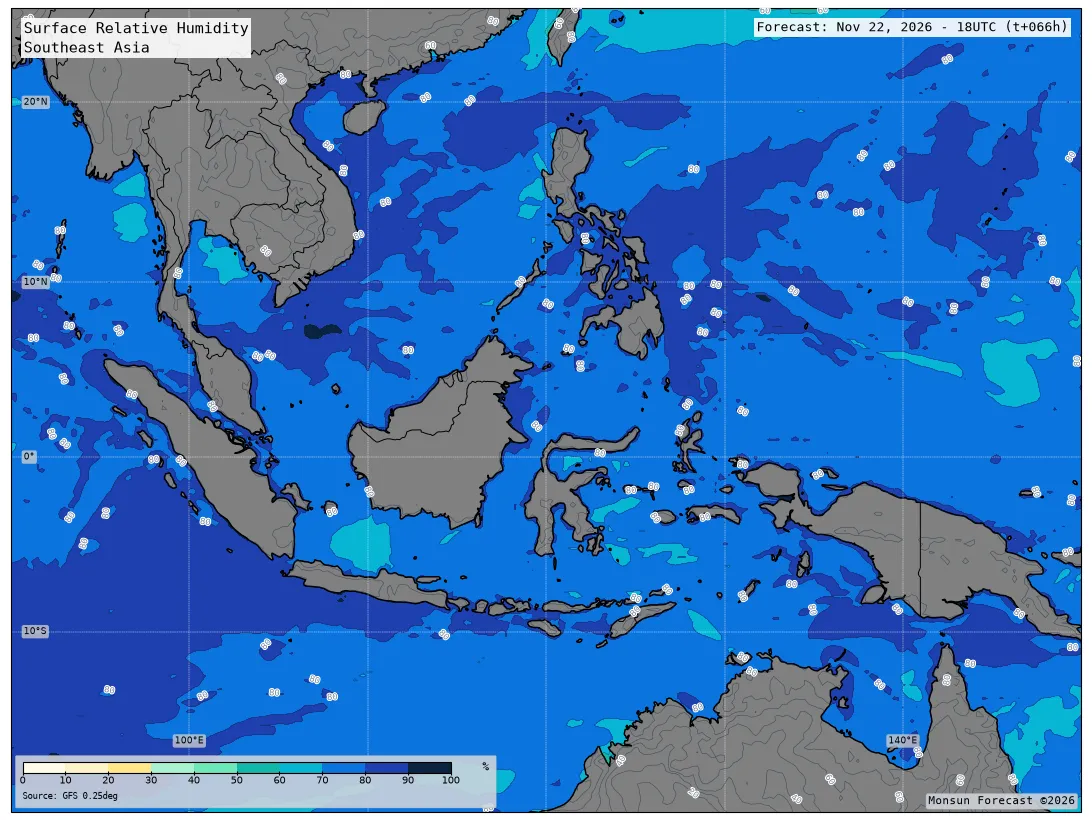 Surface Relative Humidity
Southeast Asia
Forecast: Nov 22, 2026 - 18UTC (t+066h)
20°N
10°N
0°
10°S
100°E
140°E
0 10 20 30 40 50 60 70 80 90 100
%
Source: GFS 0.25deg
Monsun Forecast ©2026